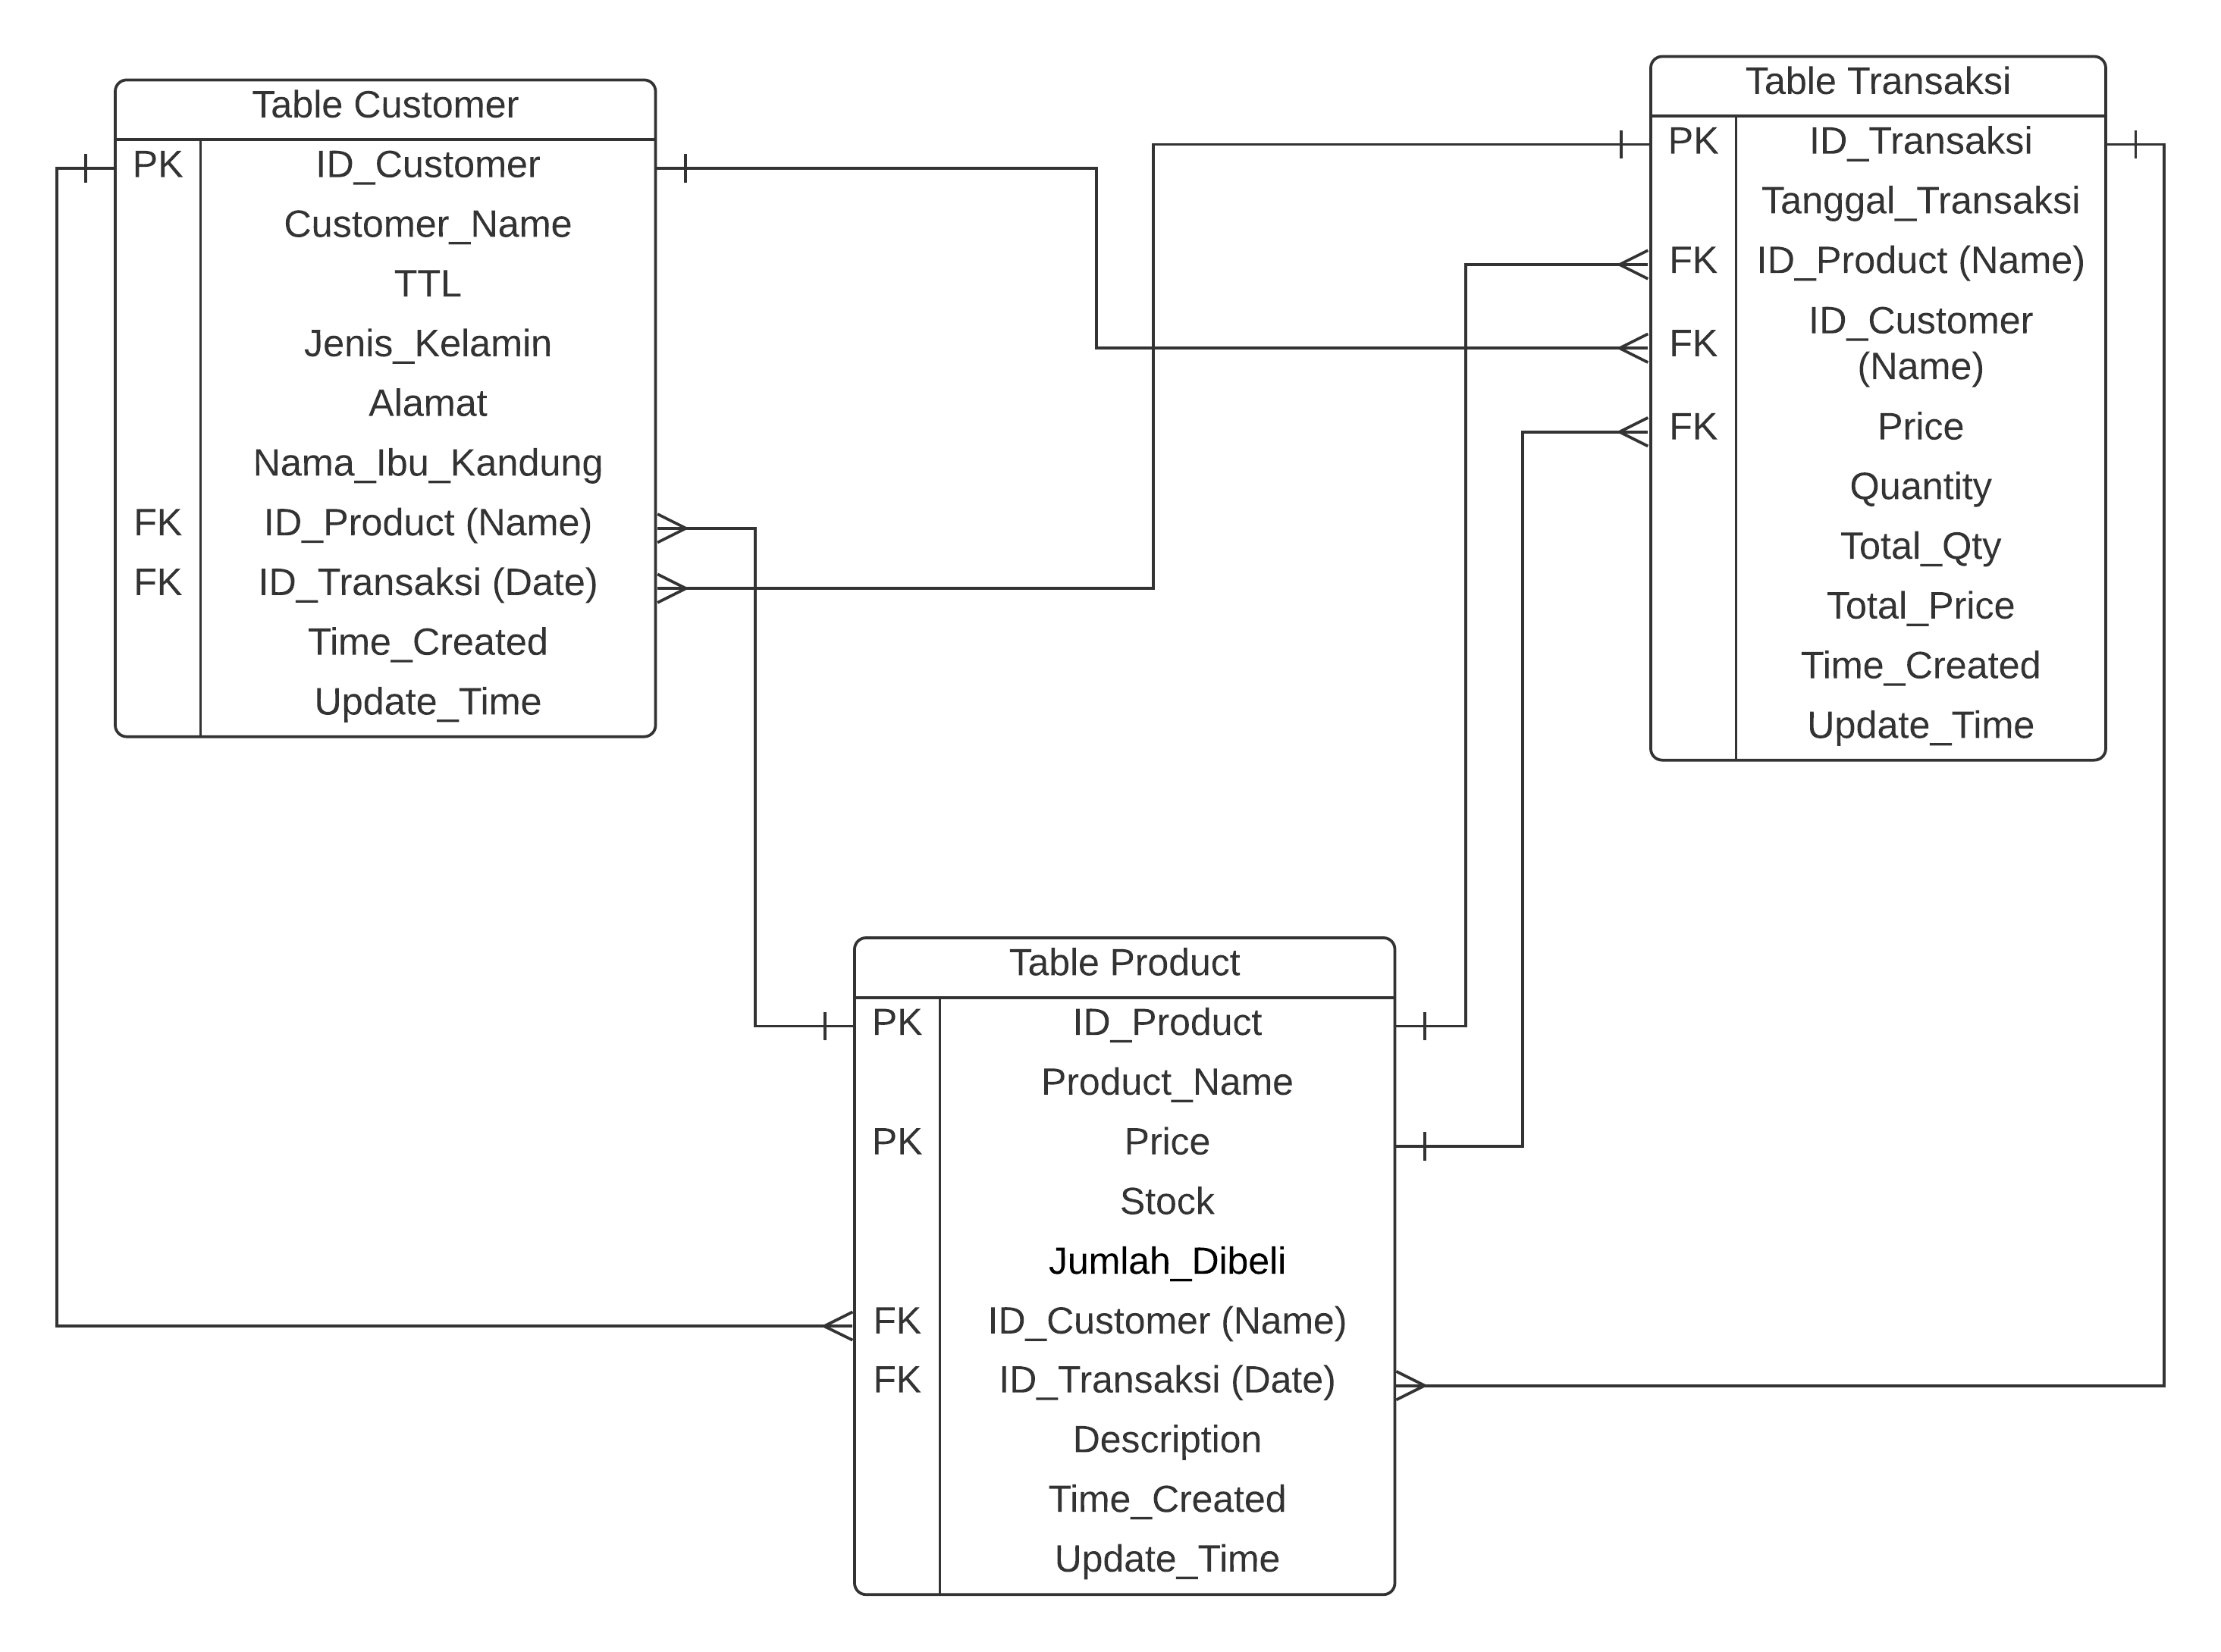 Table Customer
PK ID_Customer
Customer_Name
TTL
Jenis_Kelamin
Alamat
Nama_Ibu_Kandung
FK ID_Product (Name)
FK ID_Transaksi (Date)
Time_Created
Update_Time
Table Transaksi
PK ID_Transaksi
Tanggal_Transaksi
FK ID_Product (Name)
FK ID_Customer
(Name)
FK Price
Quantity
Total_Qty
Total_Price
Time_Created
Update_Time
Table Product
PK ID_Product
Product_Name
PK Price
Stock
Jumlah_Dibeli
FK ID_Customer (Name)
FK ID_Transaksi (Date)
Description
Time_Created
Update_Time